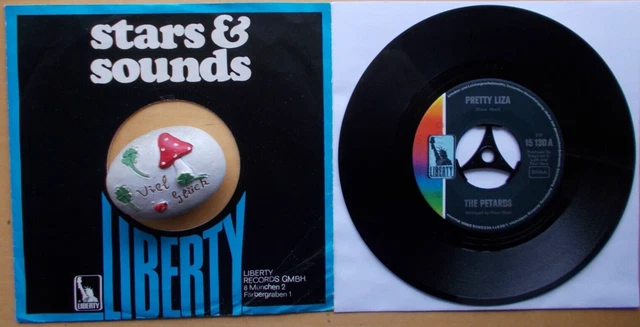 stars &
sounds
Viel
Glück
LIBERTY
LIBERTY
RECORDS GMBH
8 München 2
Färbergraben 1
LIBERTY
PRETTY LIZA
15 130 A
LIBERTY
THE PETARDS